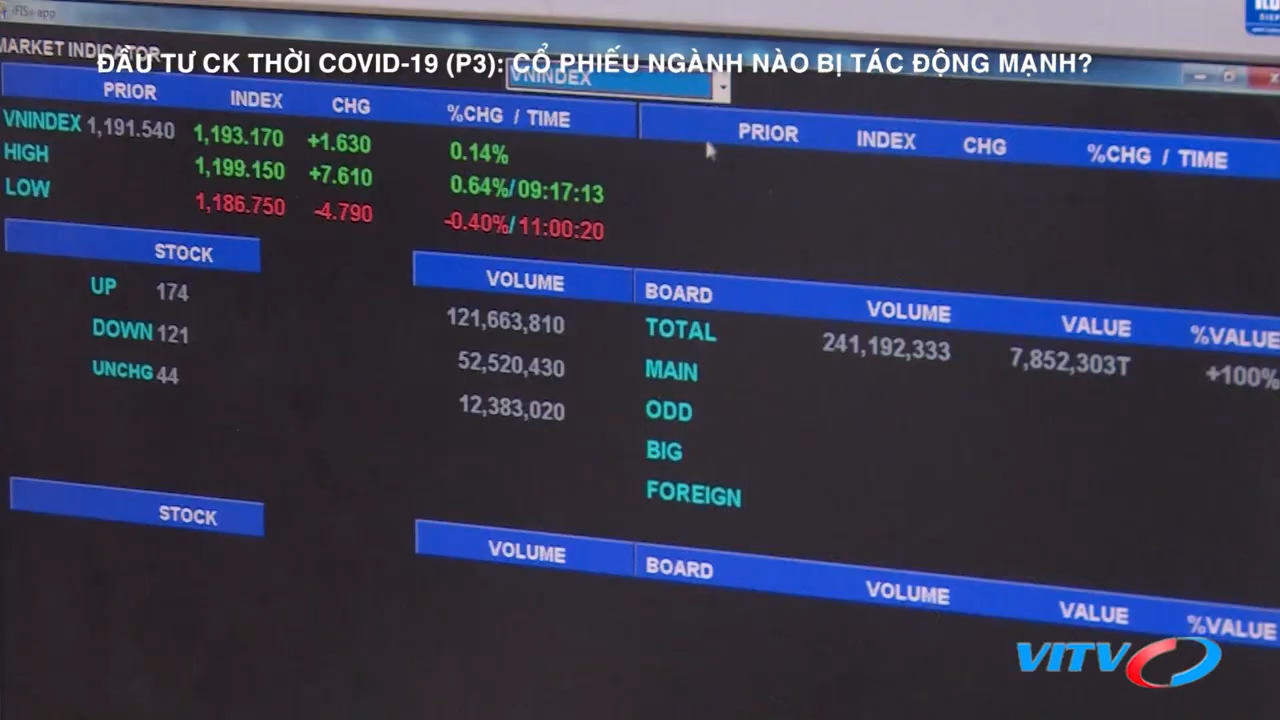 iFISs app
MARKET INDICATOR
ĐẦU TƯ CK THỜI COVID-19 (P3): CỔ PHIẾU NGÀNH NÀO BỊ TÁC ĐỘNG MẠNH?
VNINDEX
PRIOR INDEX CHG %CHG / TIME PRIOR INDEX CHG %CHG / TIME
VNINDEX 1,191.540 1,193.170 +1.630 0.14%
HIGH 1,199.150 +7.610 0.64%/ 09:17:13
LOW 1,186.750 -4.790 -0.40%/ 11:00:20
STOCK VOLUME BOARD VOLUME VALUE %VALUE
UP 174 121,663,810 TOTAL 241,192,333 7,852,303T +100%
DOWN 121 52,520,430 MAIN
UNCHG 44 12,383,020 ODD
BIG
FOREIGN
STOCK VOLUME BOARD VOLUME VALUE %VALUE
VITV